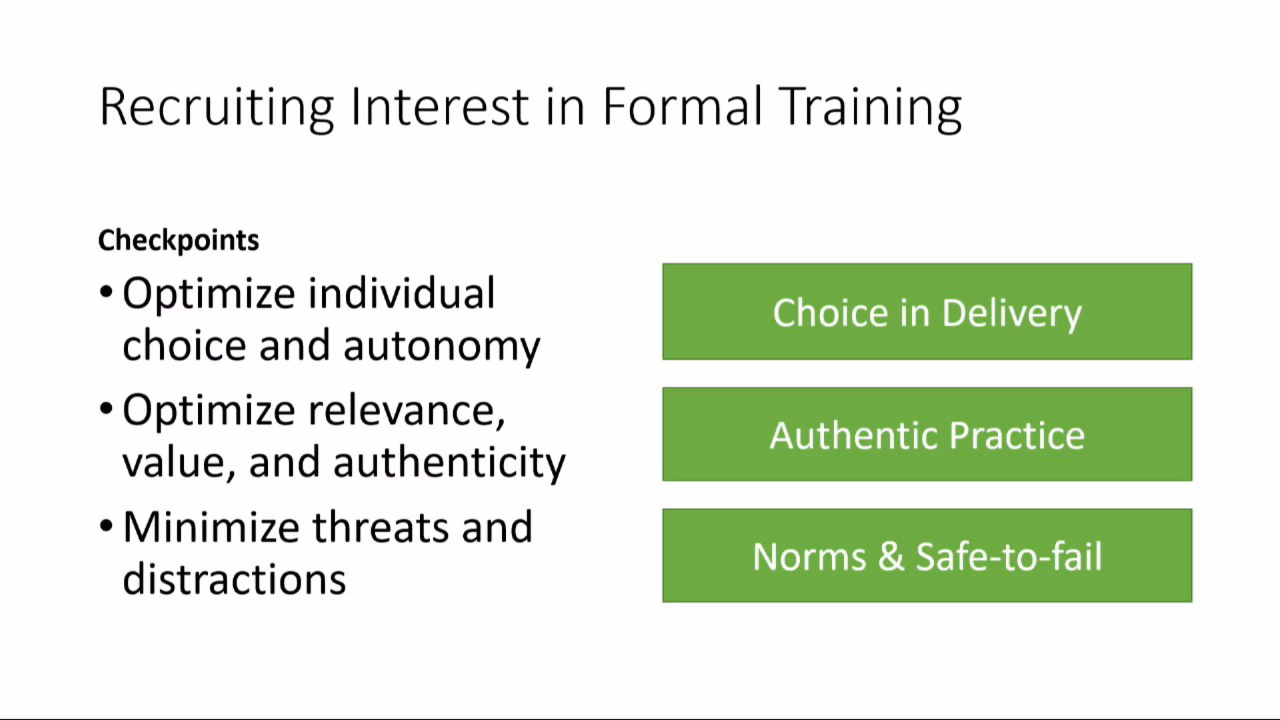 Recruiting Interest in Formal Training
Checkpoints
• Optimize individual
choice and autonomy
• Optimize relevance,
value, and authenticity
• Minimize threats and
distractions
Choice in Delivery
Authentic Practice
Norms & Safe-to-fail